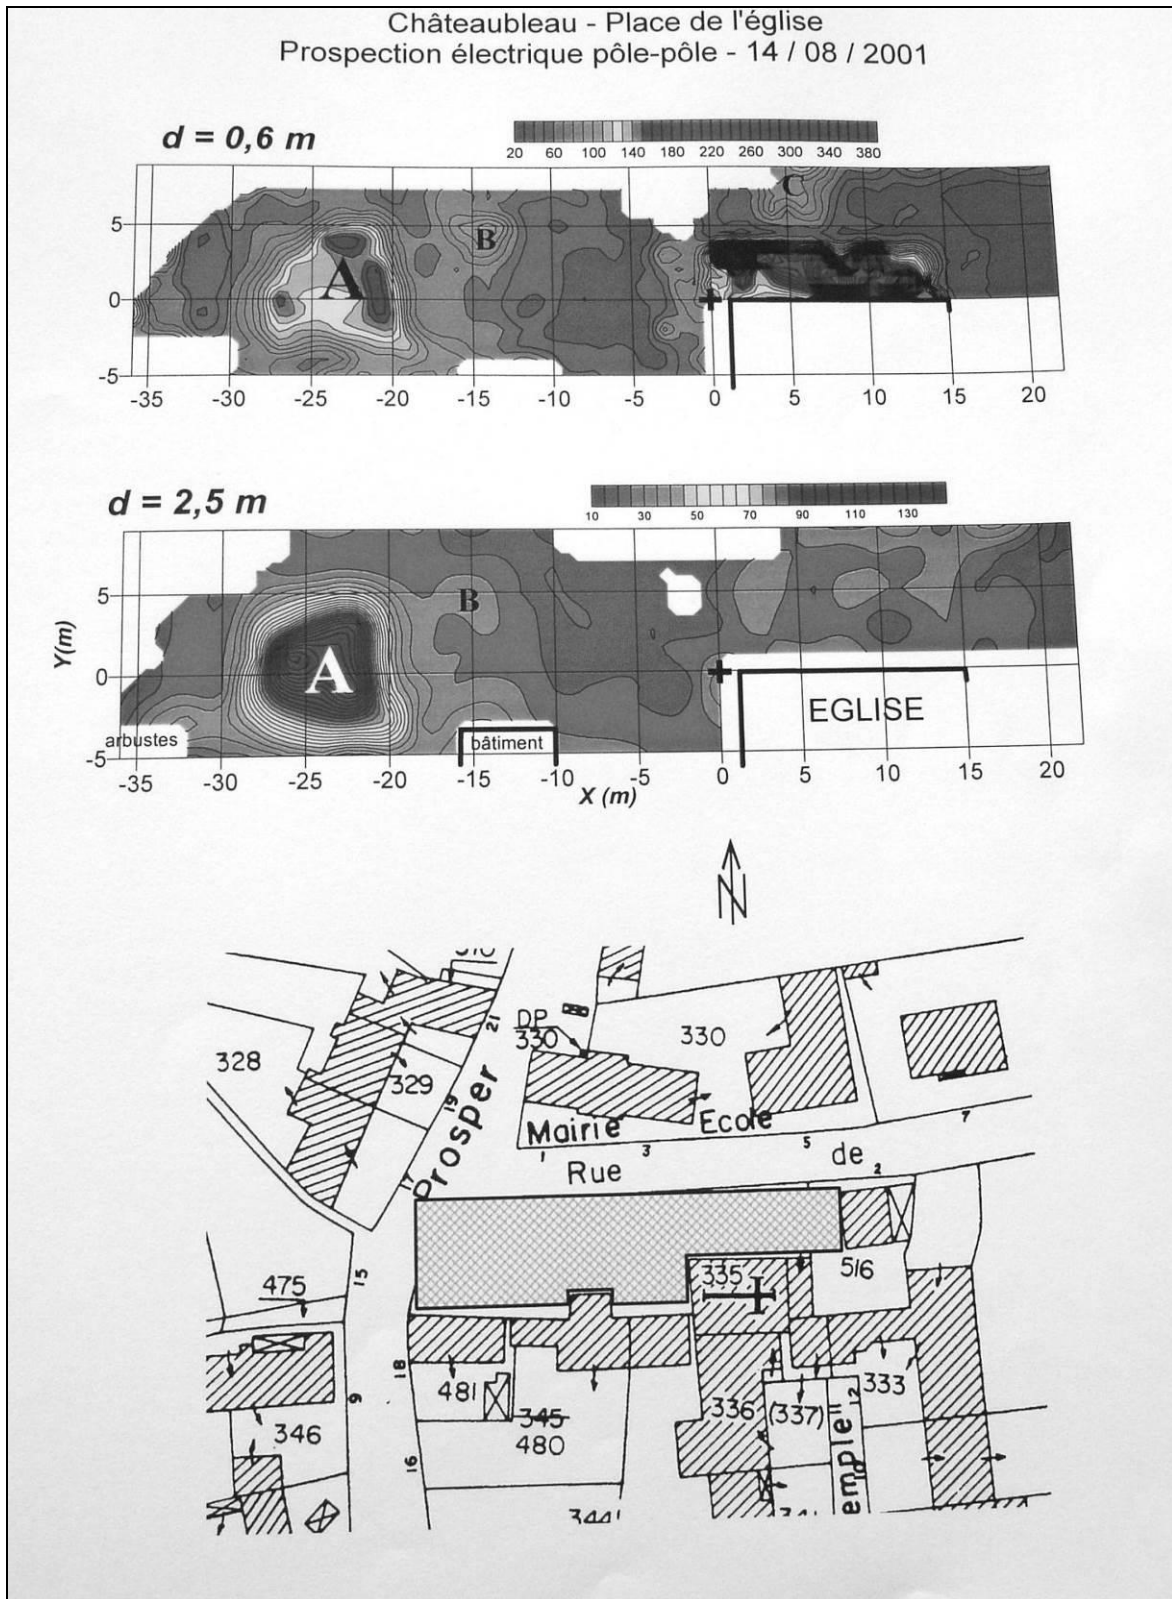 Châteaubleau - Place de l'église
Prospection électrique pôle-pôle - 14 / 08 / 2001
d = 0,6 m
20 60 100 140 180 220 260 300 340 380
C
5
B
A
0
-5
-35 -30 -25 -20 -15 -10 -5 0 5 10 15 20
d = 2,5 m
10 30 50 70 90 110 130
5
B
Y(m)
0
A
EGLISE
arbustes
bâtiment
-5
-35 -30 -25 -20 -15 -10 -5 0 5 10 15 20
X (m)
N
21
DP
330
330
328
329
19
Prosper
Mairie
Ecole
1
3
5
7
17
Rue
de
2
475
15
335
516
18
481
9
333
346
345
336
(337)
12
480
16
10
emple"
344